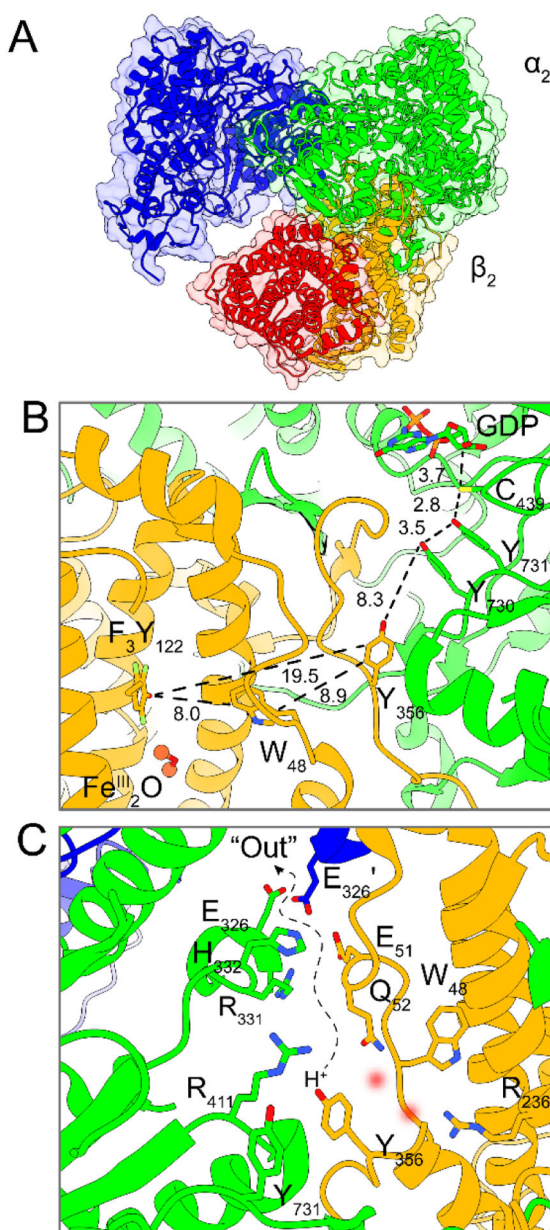 A
α2
β2
B
GDP
3.7
C439
2.8
3.5
Y731
8.3
Y730
F3Y122
19.5
8.9
8.0
Y356
W48
FeIII2O
C
"Out"
E326'
E326
H332
E51
W48
Q52
R331
R411
H+
R236
Y356
Y731